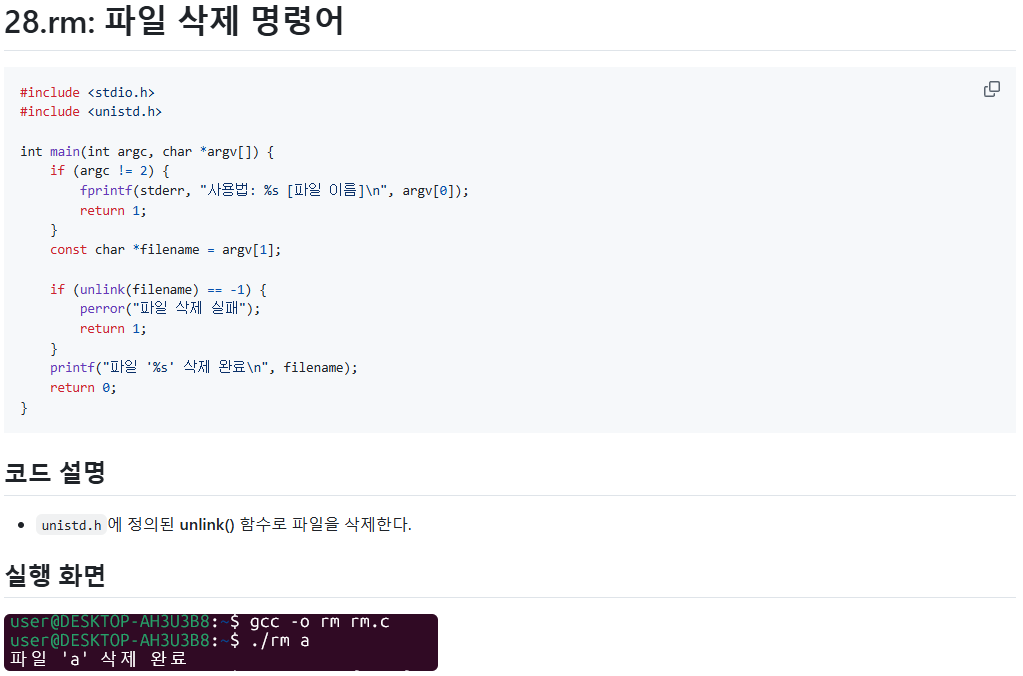 28.rm: 파일 삭제 명령어
#include <stdio.h>
#include <unistd.h>
int main(int argc, char *argv[]) {
    if (argc != 2) {
        fprintf(stderr, "사용법: %s [파일 이름]\n", argv[0]);
        return 1;
    }
    const char *filename = argv[1];
    if (unlink(filename) == -1) {
        perror("파일 삭제 실패");
        return 1;
    }
    printf("파일 '%s' 삭제 완료\n", filename);
    return 0;
}
코드 설명
• unistd.h에 정의된 unlink() 함수로 파일을 삭제한다.
실행 화면
user@DESKTOP-AH3U3B8:~$ gcc -o rm rm.c
user@DESKTOP-AH3U3B8:~$ ./rm a
파일 'a' 삭제 완료